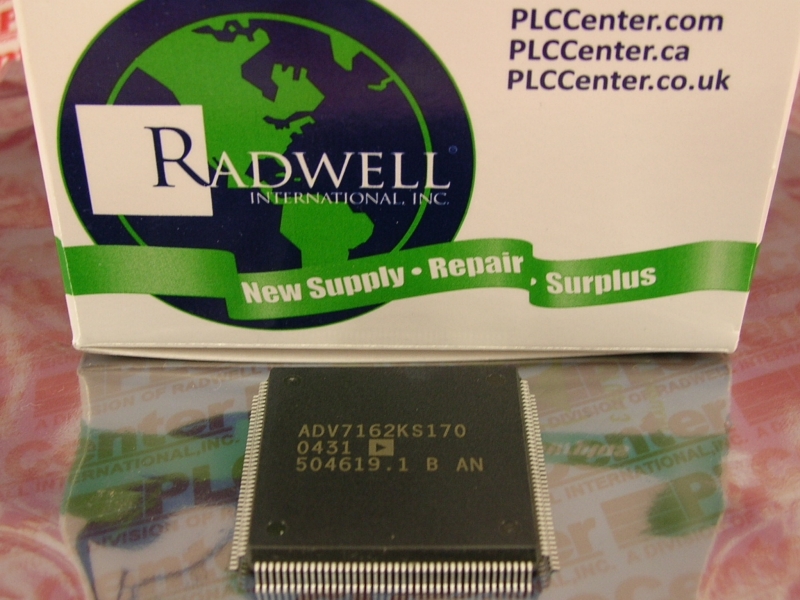 PLCCenter.com
PLCCenter.ca
PLCCenter.co.uk
RADWELL
INTERNATIONAL, INC.
New Supply • Repair • Surplus
ADV7162KS170
0431
504619.1 B AN